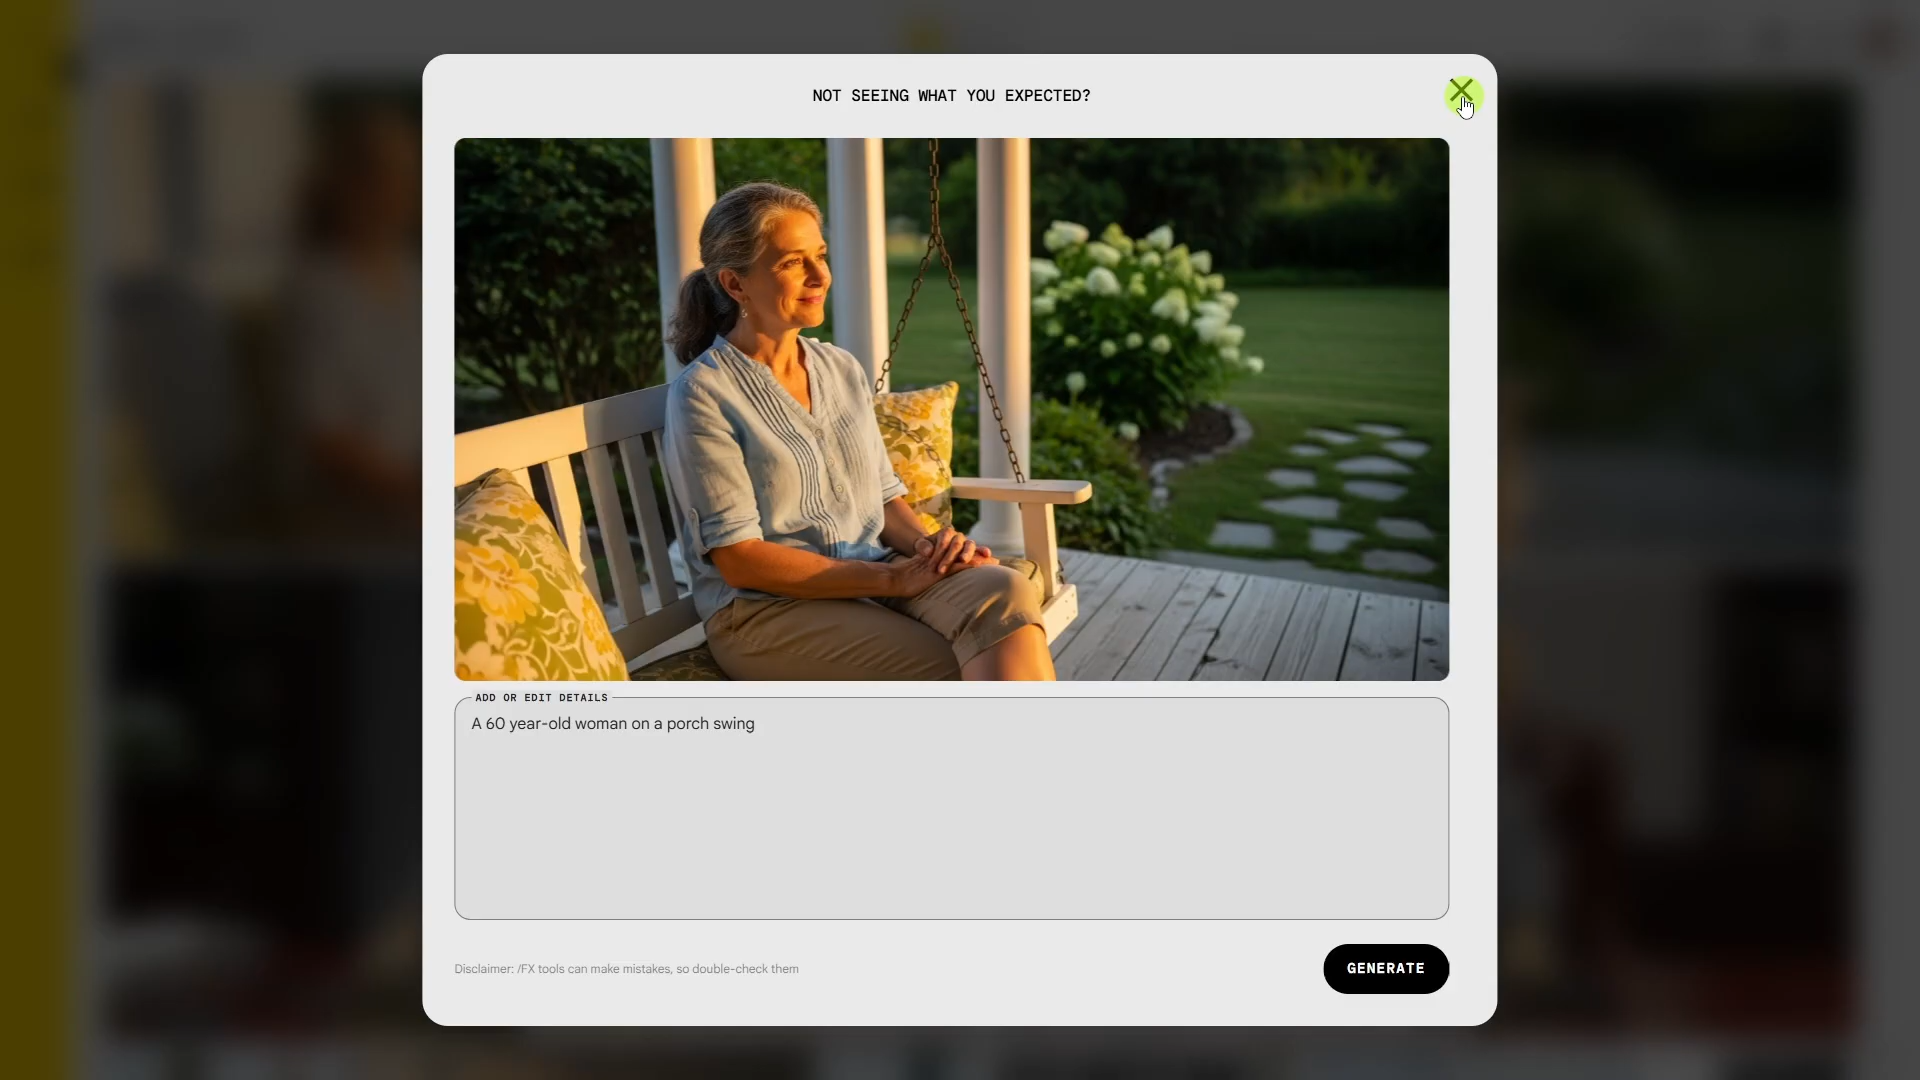 NOT SEEING WHAT YOU EXPECTED?
ADD OR EDIT DETAILS
A 60 year-old woman on a porch swing
Disclaimer: /FX tools can make mistakes, so double-check them
GENERATE